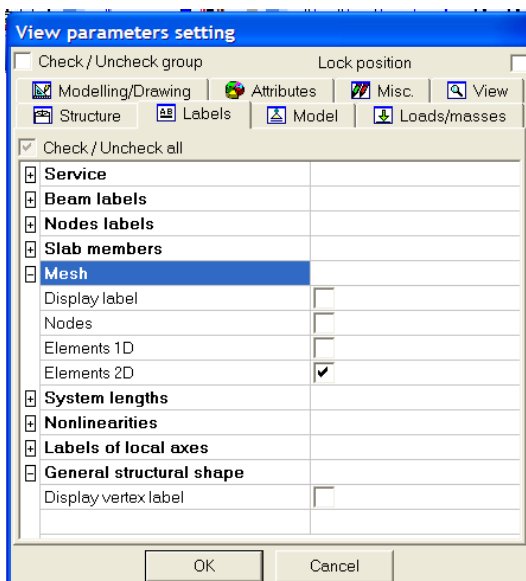 View parameters setting
Check / Uncheck group Lock position
Modelling/Drawing Attributes Misc. View
Structure Labels Model Loads/masses
Check / Uncheck all
Service
Beam labels
Nodes labels
Slab members
Mesh
Display label
Nodes
Elements 1D
Elements 2D
System lengths
Nonlinearities
Labels of local axes
General structural shape
Display vertex label
OK Cancel